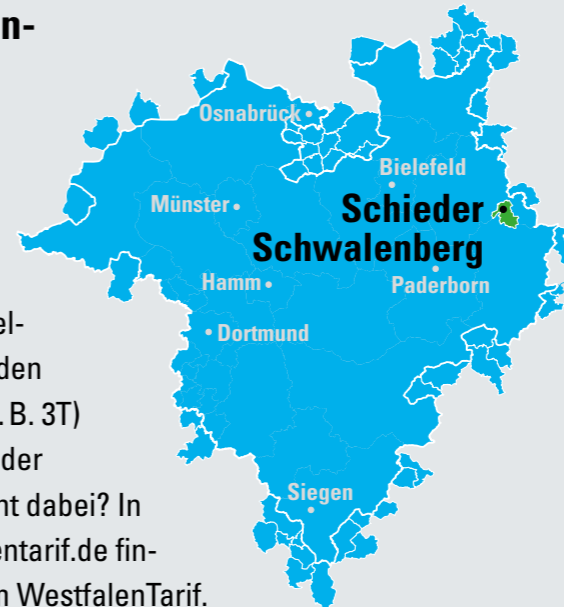 n-
Osnabrück
Bielefeld
Münster
Schieder
Schwalenberg
Hamm
Paderborn
Dortmund
el-
den
. B. 3T)
der
Siegen
nt dabei? In
entarif.de fin-
n WestfalenTarif.